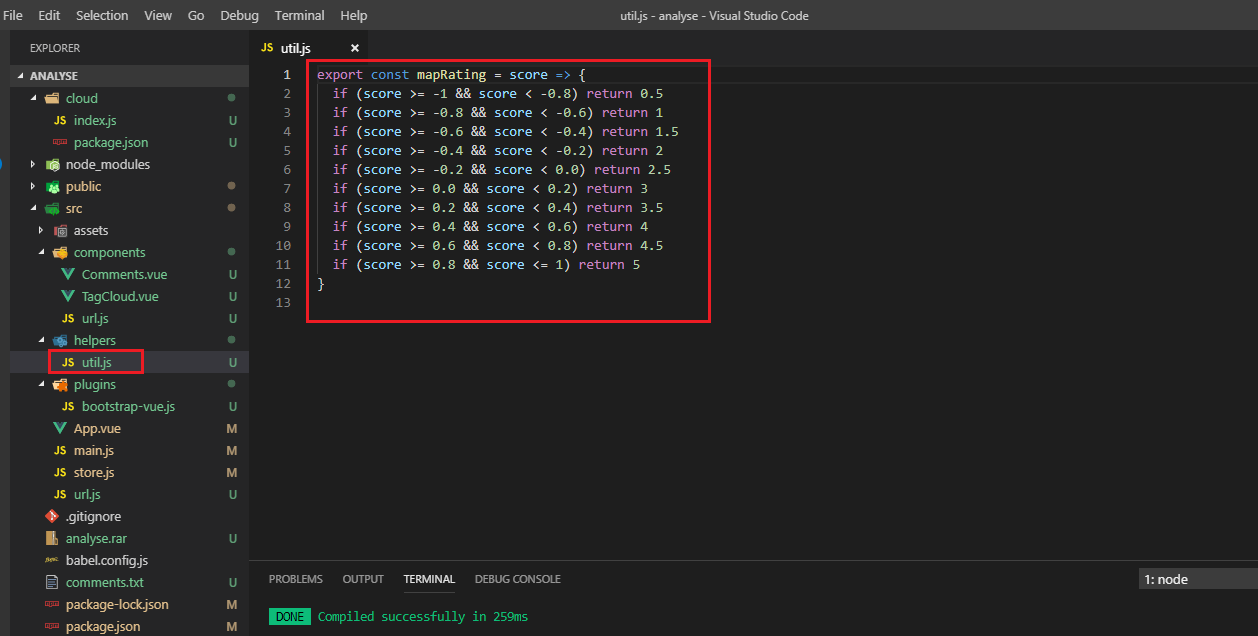 File Edit Selection View Go Debug Terminal Help
util.js - analyse - Visual Studio Code
EXPLORER
ANALYSE
cloud
JS index.js U
package.json U
node_modules
public
src
assets
components
Comments.vue U
TagCloud.vue U
JS url.js U
helpers
JS util.js U
plugins
JS bootstrap-vue.js U
App.vue M
JS main.js M
JS store.js M
JS url.js U
.gitignore
analyse.rar U
babel.config.js
comments.txt U
package-lock.json M
package.json M
JS util.js ×
1 export const mapRating = score => {
2 if (score >= -1 && score < -0.8) return 0.5
3 if (score >= -0.8 && score < -0.6) return 1
4 if (score >= -0.6 && score < -0.4) return 1.5
5 if (score >= -0.4 && score < -0.2) return 2
6 if (score >= -0.2 && score < 0.0) return 2.5
7 if (score >= 0.0 && score < 0.2) return 3
8 if (score >= 0.2 && score < 0.4) return 3.5
9 if (score >= 0.4 && score < 0.6) return 4
10 if (score >= 0.6 && score < 0.8) return 4.5
11 if (score >= 0.8 && score <= 1) return 5
12 }
13
PROBLEMS OUTPUT TERMINAL DEBUG CONSOLE 1: node
DONE Compiled successfully in 259ms